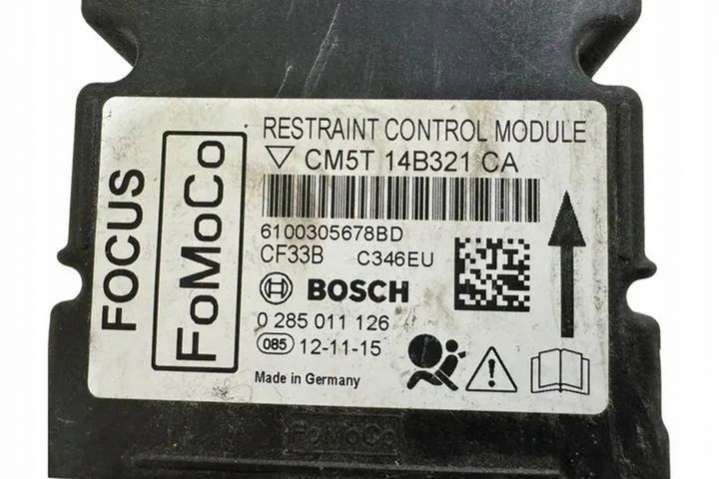 FOCUS
FoMoCo
RESTRAINT CONTROL MODULE
CM5T 14B321 CA
6100305678BD
CF33B C346EU
BOSCH
0 285 011 126
085 12-11-15
Made in Germany
FoMoCo